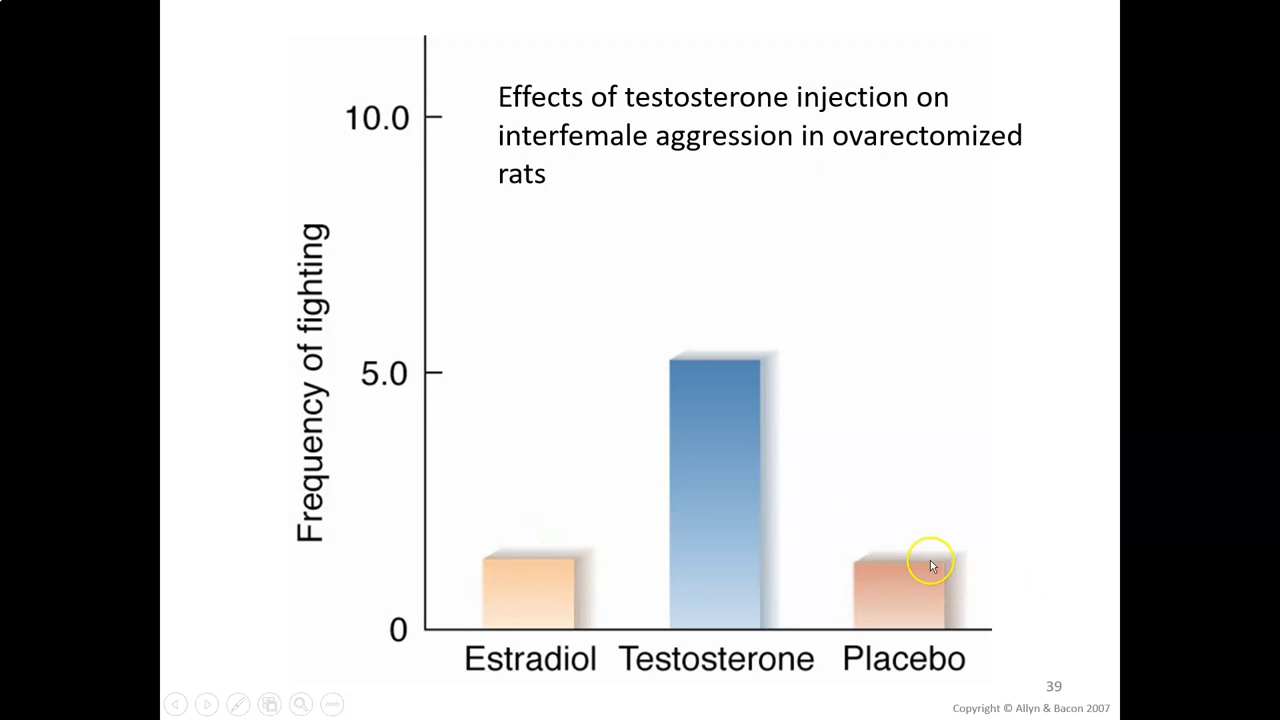 Effects of testosterone injection on
interfemale aggression in ovarectomized
rats
10.0
5.0
0
Frequency of fighting
Estradiol Testosterone Placebo
39
Copyright © Allyn & Bacon 2007